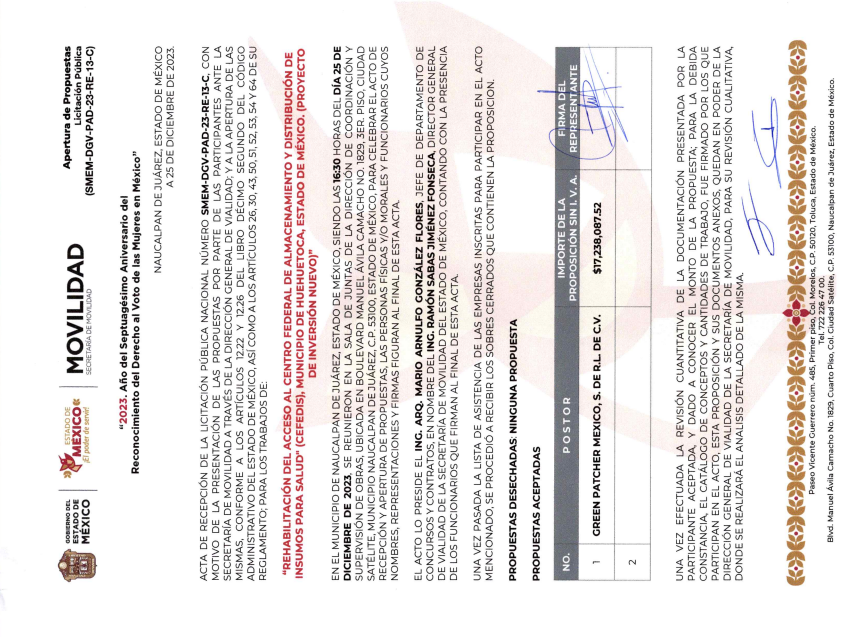 GOBIERNO DEL
ESTADO DE
MÉXICO
ESTADO DE
MÉXICO
¡El poder de servir!
MOVILIDAD
SECRETARÍA DE MOVILIDAD
Apertura de Propuestas
Licitación Pública
(SMEM-DGV-PAD-23-RE-13-C)
"2023. Año del Septuagésimo Aniversario del
Reconocimiento del Derecho al Voto de las Mujeres en México"
NAUCALPAN DE JUÁREZ, ESTADO DE MÉXICO
A 25 DE DICIEMBRE DE 2023.
ACTA DE RECEPCIÓN DE LA LICITACIÓN PÚBLICA NACIONAL NÚMERO SMEM-DGV-PAD-23-RE-13-C, CON
MOTIVO DE LA PRESENTACIÓN DE LAS PROPUESTAS POR PARTE DE LAS PARTICIPANTES ANTE LA
SECRETARÍA DE MOVILIDAD A TRAVÉS DE LA DIRECCIÓN GENERAL DE VIALIDAD; Y A LA APERTURA DE LAS
MISMAS, CONFORME A LOS ARTÍCULOS 12.22 Y 12.26 DEL LIBRO DÉCIMO SEGUNDO DEL CÓDIGO
ADMINISTRATIVO DEL ESTADO DE MÉXICO, ASÍ COMO A LOS ARTÍCULOS 26, 30, 43, 50, 51, 52, 53, 54 Y 64 DE SU
REGLAMENTO; PARA LOS TRABAJOS DE:
"REHABILITACIÓN DEL ACCESO AL CENTRO FEDERAL DE ALMACENAMIENTO Y DISTRIBUCIÓN DE
INSUMOS PARA SALUD" (CEFEDIS), MUNICIPIO DE HUEHUETOCA, ESTADO DE MÉXICO. (PROYECTO
DE INVERSIÓN NUEVO)"
EN EL MUNICIPIO DE NAUCALPAN DE JUÁREZ, ESTADO DE MÉXICO, SIENDO LAS 16:30 HORAS DEL DÍA 25 DE
DICIEMBRE DE 2023, SE REUNIERON EN LA SALA DE JUNTAS DE LA DIRECCIÓN DE COORDINACIÓN Y
SUPERVISIÓN DE OBRAS, UBICADA EN BOULEVARD MANUEL ÁVILA CAMACHO NO. 1829, 3ER. PISO, CIUDAD
SATÉLITE, MUNICIPIO NAUCALPAN DE JUÁREZ, C.P. 53100, ESTADO DE MÉXICO, PARA CELEBRAR EL ACTO DE
RECEPCIÓN Y APERTURA DE PROPUESTAS, LAS PERSONAS FÍSICAS Y/O MORALES Y FUNCIONARIOS CUYOS
NOMBRES, REPRESENTACIONES Y FIRMAS FIGURAN AL FINAL DE ESTA ACTA.
EL ACTO LO PRESIDE EL ING. ARQ. MARIO ARNULFO GONZÁLEZ FLORES, JEFE DE DEPARTAMENTO DE
CONCURSOS Y CONTRATOS, EN NOMBRE DEL ING. RAMÓN SABAS JIMÉNEZ FONSECA, DIRECTOR GENERAL
DE VIALIDAD DE LA SECRETARÍA DE MOVILIDAD DEL ESTADO DE MÉXICO, CONTANDO CON LA PRESENCIA
DE LOS FUNCIONARIOS QUE FIRMAN AL FINAL DE ESTA ACTA.
UNA VEZ PASADA LA LISTA DE ASISTENCIA DE LAS EMPRESAS INSCRITAS PARA PARTICIPAR EN EL ACTO
MENCIONADO, SE PROCEDIÓ A RECIBIR LOS SOBRES CERRADOS QUE CONTIENEN LA PROPOSICIÓN.
PROPUESTAS DESECHADAS: NINGUNA PROPUESTA
PROPUESTAS ACEPTADAS
NO. POSTOR IMPORTE DE LA PROPOSICIÓN SIN I. V. A. FIRMA DEL REPRESENTANTE
1 GREEN PATCHER MEXICO, S. DE R.L. DE C.V. $17,238,087.52
2
UNA VEZ EFECTUADA LA REVISIÓN CUANTITATIVA DE LA DOCUMENTACIÓN PRESENTADA POR LA
PARTICIPANTE ACEPTADA, Y DADO A CONOCER EL MONTO DE LA PROPUESTA; PARA LA DEBIDA
CONSTANCIA, EL CATÁLOGO DE CONCEPTOS Y CANTIDADES DE TRABAJO, FUE FIRMADO POR LOS QUE
PARTICIPAN EN EL ACTO, ESTA PROPOSICIÓN Y SUS DOCUMENTOS ANEXOS, QUEDAN EN PODER DE LA
DIRECCIÓN GENERAL DE VIALIDAD DE LA SECRETARÍA DE MOVILIDAD, PARA SU REVISIÓN CUALITATIVA,
DONDE SE REALIZARÁ EL ANÁLISIS DETALLADO DE LA MISMA.
Paseo Vicente Guerrero núm. 485, Primer piso, Col. Morelos, C.P. 50120, Toluca, Estado de México.
Tel. 722 226 47 00.
Blvd. Manuel Ávila Camacho No. 1829, Cuarto Piso, Col. Ciudad Satélite, C.P. 53100, Naucalpan de Juárez, Estado de México.